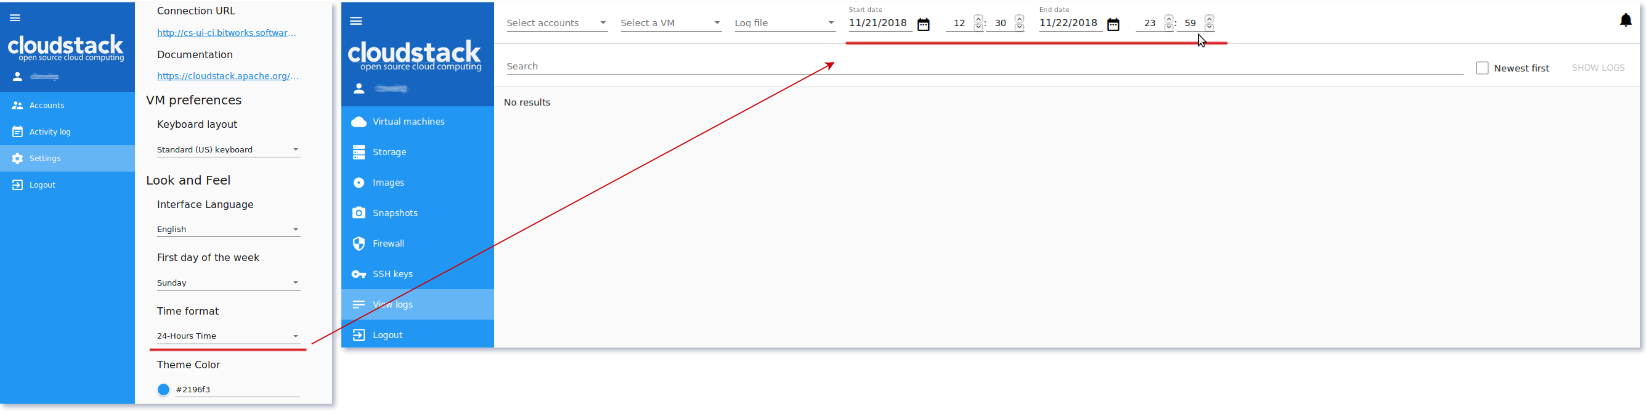 Connection URL
http://cs-ui-ci.bitworks.softwar...
Documentation
https://cloudstack.apache.org/...
VM preferences
Keyboard layout
Standard (US) keyboard
Look and Feel
Interface Language
English
First day of the week
Sunday
Time format
24-Hours Time
Theme Color
#2196f3
cloudstack
open source cloud computing
Accounts
Activity log
Settings
Logout
cloudstack
open source cloud computing
Virtual machines
Storage
Images
Snapshots
Firewall
SSH keys
View logs
Logout
Select accounts
Select a VM
Log file
Start date
11/21/2018
12 : 30
End date
11/22/2018
23 : 59
Search
Newest first
SHOW LOGS
No results